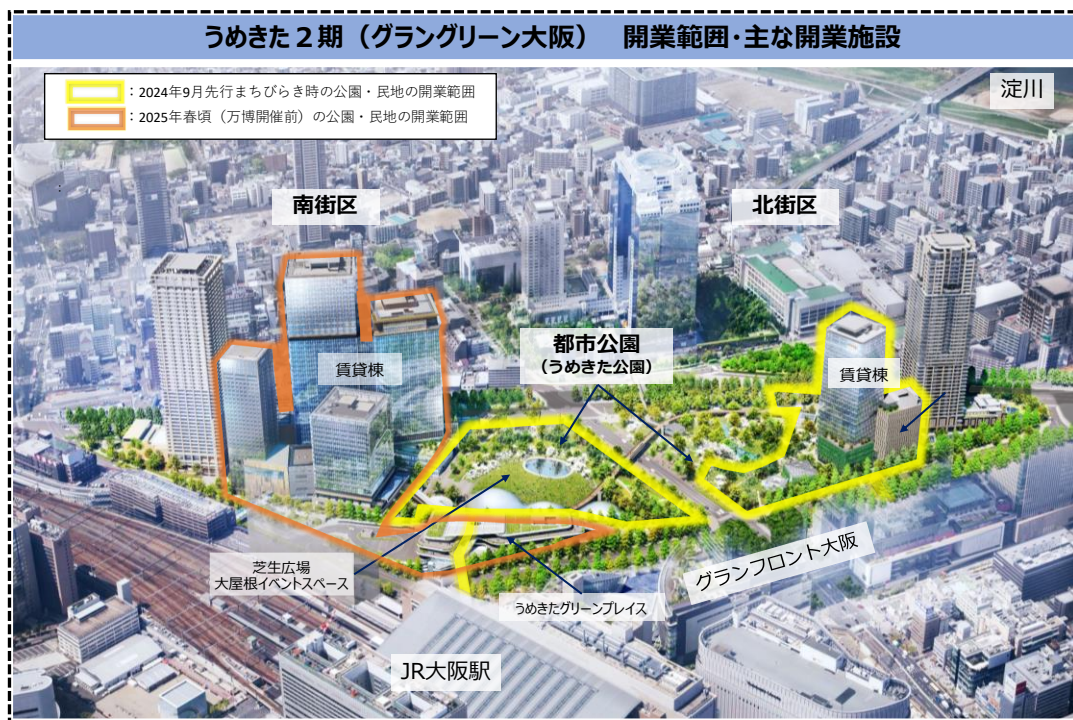 うめきた２期（グラングリーン大阪）　開業範囲・主な開業施設
：2024年9月先行まちびらき時の公園・民地の開業範囲
：2025年春頃（万博開催前）の公園・民地の開業範囲
淀川
南街区
北街区
都市公園
（うめきた公園）
賃貸棟
賃貸棟
芝生広場
大屋根イベントスペース
うめきたグリーンプレイス
グランフロント大阪
JR大阪駅